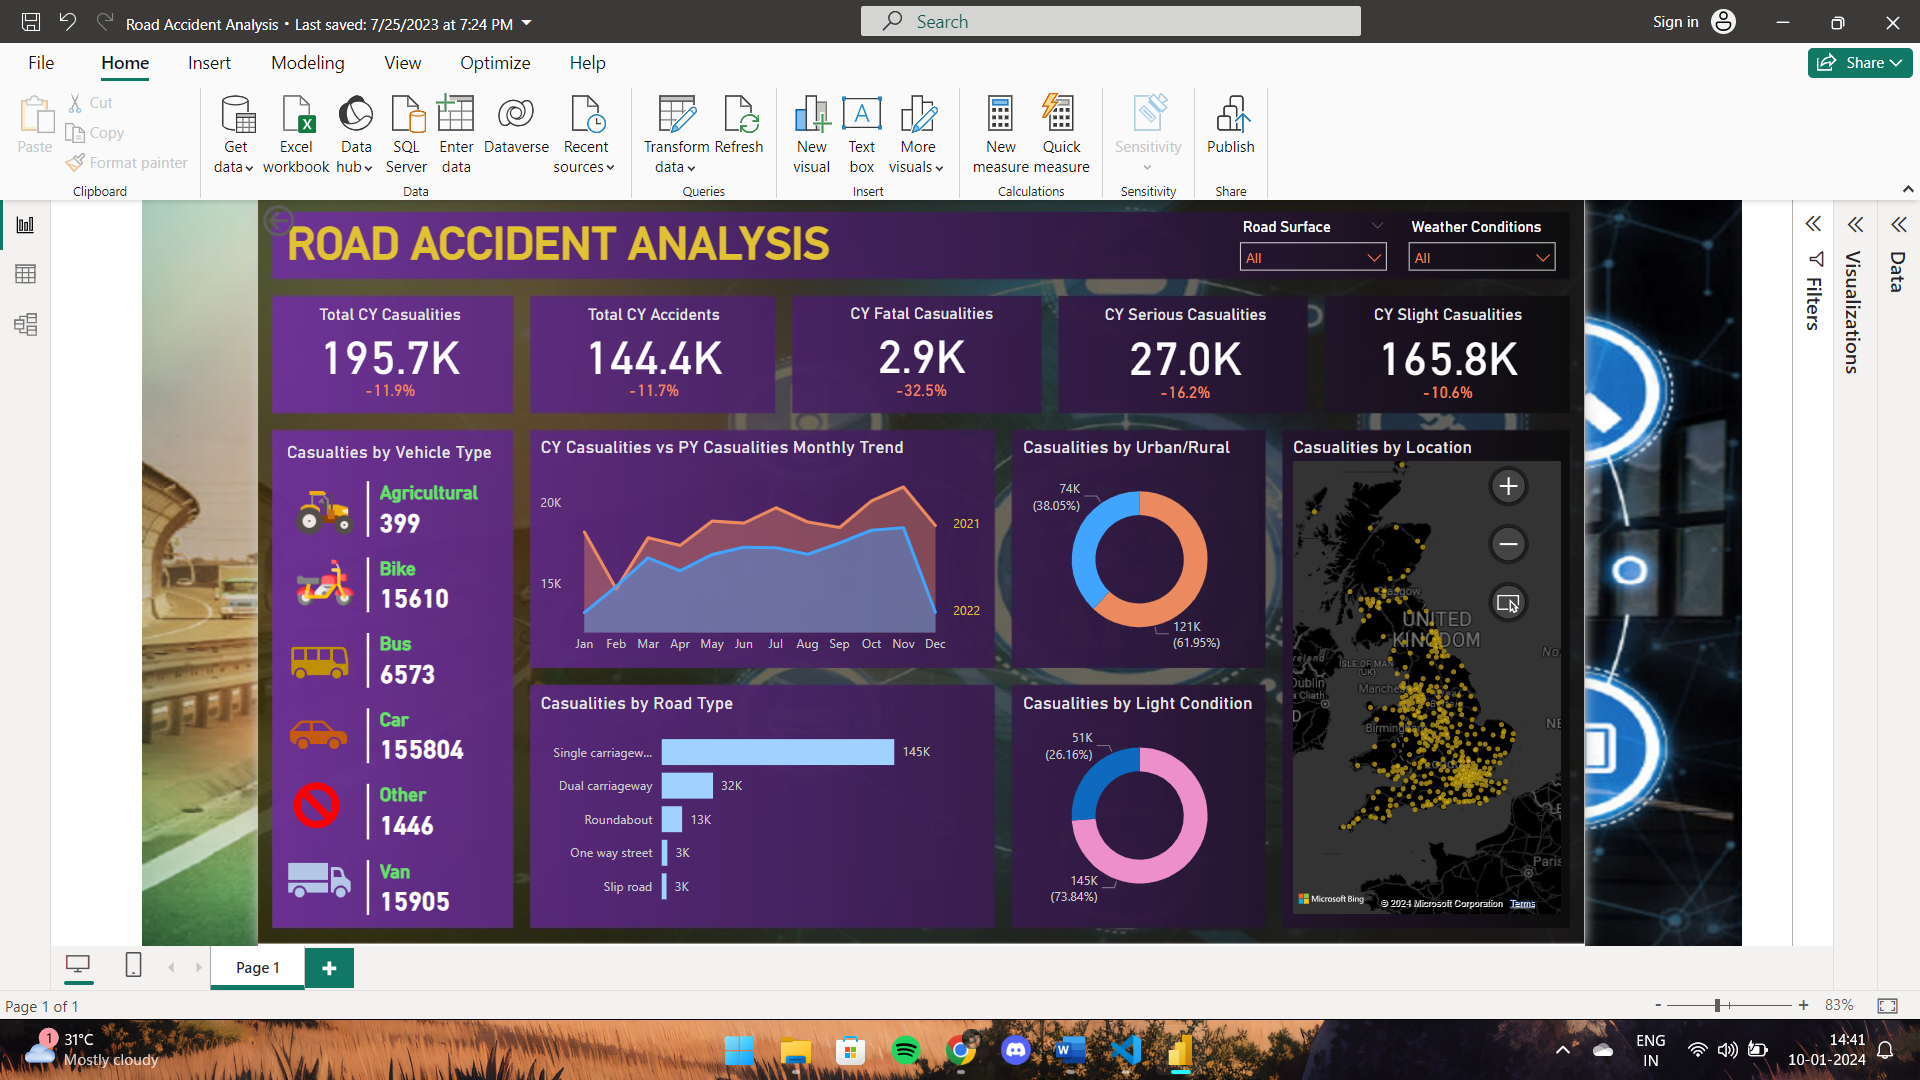 Road Accident Analysis • Last saved: 7/25/2023 at 7:24 PM
Search
Sign in
File
Home
Insert
Modeling
View
Optimize
Help
Share
Paste
Cut
Copy
Format painter
Clipboard
Get data
Excel workbook
Data hub
SQL Server
Enter data
Dataverse
Recent sources
Data
Transform data
Refresh
Queries
New visual
Text box
More visuals
Insert
New measure
Quick measure
Calculations
Sensitivity
Sensitivity
Publish
Share
ROAD ACCIDENT ANALYSIS
Road Surface
All
Weather Conditions
All
Filters
Visualizations
Data
Total CY Casualities
195.7K
-11.9%
Total CY Accidents
144.4K
-11.7%
CY Fatal Casualities
2.9K
-32.5%
CY Serious Casualities
27.0K
-16.2%
CY Slight Casualities
165.8K
-10.6%
Casualties by Vehicle Type
Agricultural
399
Bike
15610
Bus
6573
Car
155804
Other
1446
Van
15905
CY Casualities vs PY Casualities Monthly Trend
20K
15K
2021
2022
Jan Feb Mar Apr May Jun Jul Aug Sep Oct Nov Dec
Casualities by Urban/Rural
74K
(38.05%)
121K
(61.95%)
Casualities by Road Type
Single carriagew... 145K
Dual carriageway 32K
Roundabout 13K
One way street 3K
Slip road 3K
Casualities by Light Condition
51K
(26.16%)
145K
(73.84%)
Casualities by Location
UNITED
KINGDOM
ISLE OF MAN
(UK)
Dublin
Paris
Microsoft Bing
© 2024 Microsoft Corporation Terms
Page 1
Page 1 of 1
- + 83%
1
31°C
Mostly cloudy
ENG
IN
14:41
10-01-2024